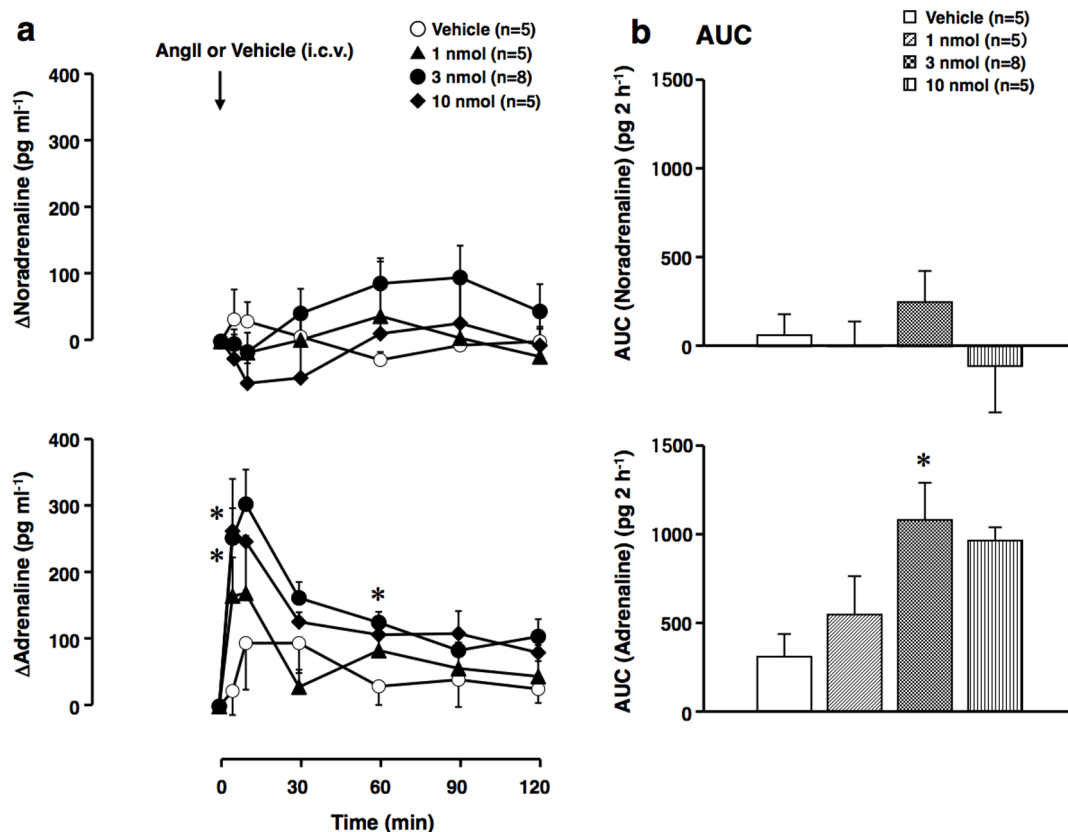 a
AngII or Vehicle (i.c.v.)
Vehicle (n=5)
1 nmol (n=5)
3 nmol (n=8)
10 nmol (n=5)
ΔNoradrenaline (pg ml⁻¹)
400
300
200
100
0
ΔAdrenaline (pg ml⁻¹)
400
300
200
100
0
*
*
*
0 30 60 90 120
Time (min)
b AUC
Vehicle (n=5)
1 nmol (n=5)
3 nmol (n=8)
10 nmol (n=5)
AUC (Noradrenaline) (pg 2 h⁻¹)
1500
1000
500
0
AUC (Adrenaline) (pg 2 h⁻¹)
1500
1000
500
0
*